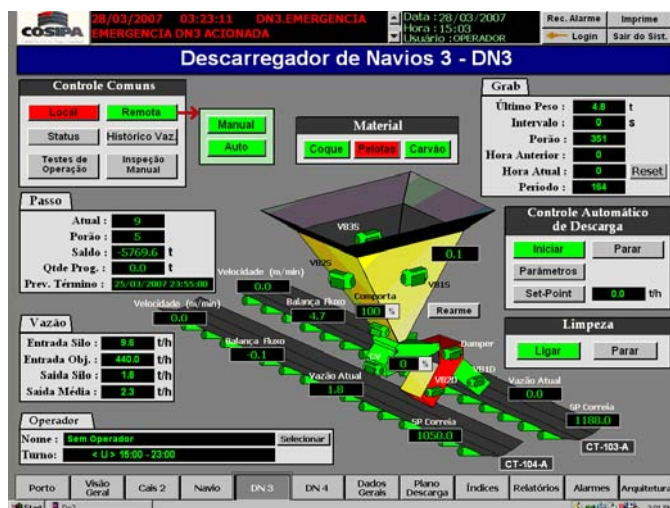 COSIPA
28/03/2007 03:23:11 DN3.EMERGENCIA
EMERGENCIA DN3 ACIONADA
Data : 28/03/2007
Hora : 15:03
Usuário : OPERADOR
Rec. Alarme
Imprime
Login
Sair do Sist.
Descarregador de Navios 3 - DN3
Controle Comuns
Local
Remota
Status
Histórico Vaz.
Testes de Operação
Inspeção Manual
Manual
Auto
Material
Coque
Pelotas
Carvão
Grab
Último Peso : 4.8 t
Intervalo : 0 s
Porão : 351
Hora Anterior : 0
Hora Atual : 0
Reset
Periodo : 164
Passo
Atual : 9
Porão : 5
Saldo : -5769.6 t
Qtde Prog. : 0.0 t
Prev. Término : 25/03/2007 23:55:00
Controle Automático de Descarga
Iniciar
Parar
Parâmetros
Set-Point
0.0 t/h
Limpeza
Ligar
Parar
Vazão
Entrada Silo : 9.6 t/h
Entrada Obj. : 440.0 t/h
Saida Silo : 1.8 t/h
Saida Média : 2.3 t/h
VB3S
VB2S
VB1S
0.1
Velocidade (m/min)
0.0
Balança Fluxo
4.7
Comporta
100 %
Rearme
Velocidade (m/min)
0.0
Balança Fluxo
-0.1
CV
0 %
Damper
VB2D
VB1D
Vazão Atual
1.8
Vazão Atual
0.0
SP Correia
1050.0
SP Correia
1188.0
CT-103-A
CT-104-A
Operador
Nome : Sem Operador
Selecionar
Turno: < U > 15:00 - 23:00
Porto
Visão Geral
Cais 2
Navio
DN 3
DN 4
Dados Gerais
Plano Descarga
Índices
Relatórios
Alarmes
Arquitetura
Start